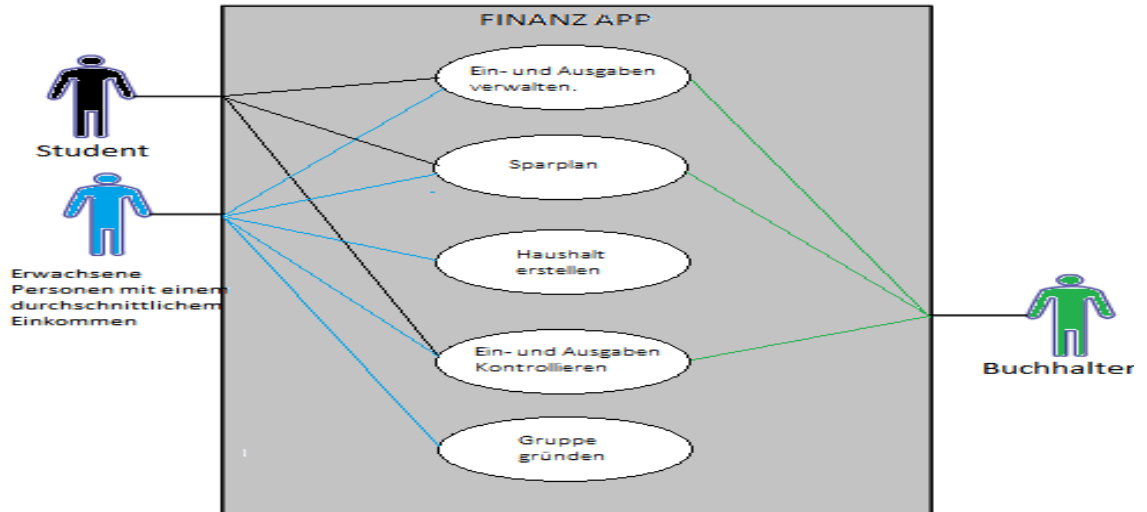 FINANZ APP
Ein- und Ausgaben
verwalten.
Student
Sparplan
Erwachsene
Personen mit einem
durchschnittlichem
Einkommen
Haushalt
erstellen
Ein- und Ausgaben
Kontrollieren
Buchhalter
Gruppe
gründen